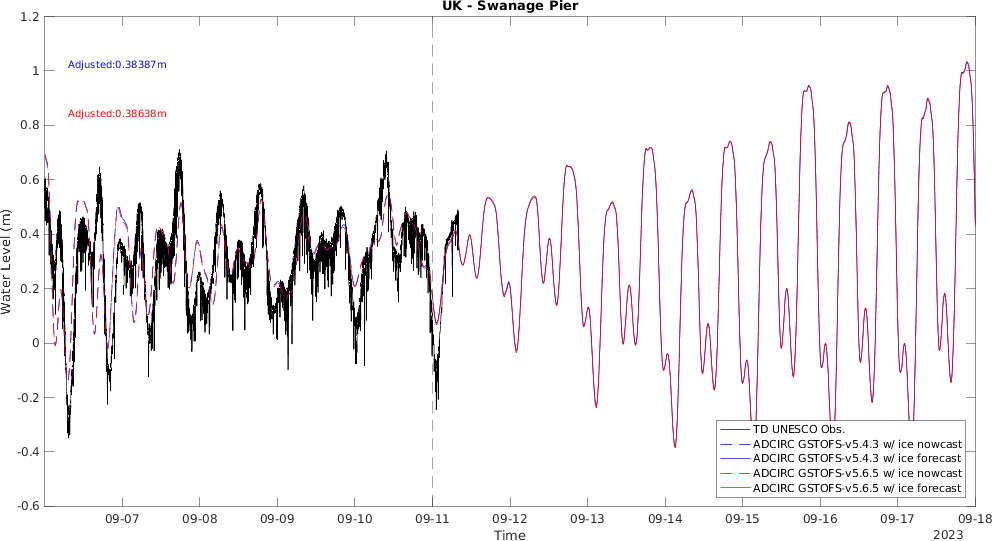 UK - Swanage Pier
1.2
1
0.8
0.6
0.4
0.2
0
-0.2
-0.4
-0.6
Water Level (m)
Adjusted:0.38387m
Adjusted:0.38638m
TD UNESCO Obs.
ADCIRC GSTOFS-v5.4.3 w/ ice nowcast
ADCIRC GSTOFS-v5.4.3 w/ ice forecast
ADCIRC GSTOFS-v5.6.5 w/ ice nowcast
ADCIRC GSTOFS-v5.6.5 w/ ice forecast
09-07 09-08 09-09 09-10 09-11 09-12 09-13 09-14 09-15 09-16 09-17 09-18
Time
2023